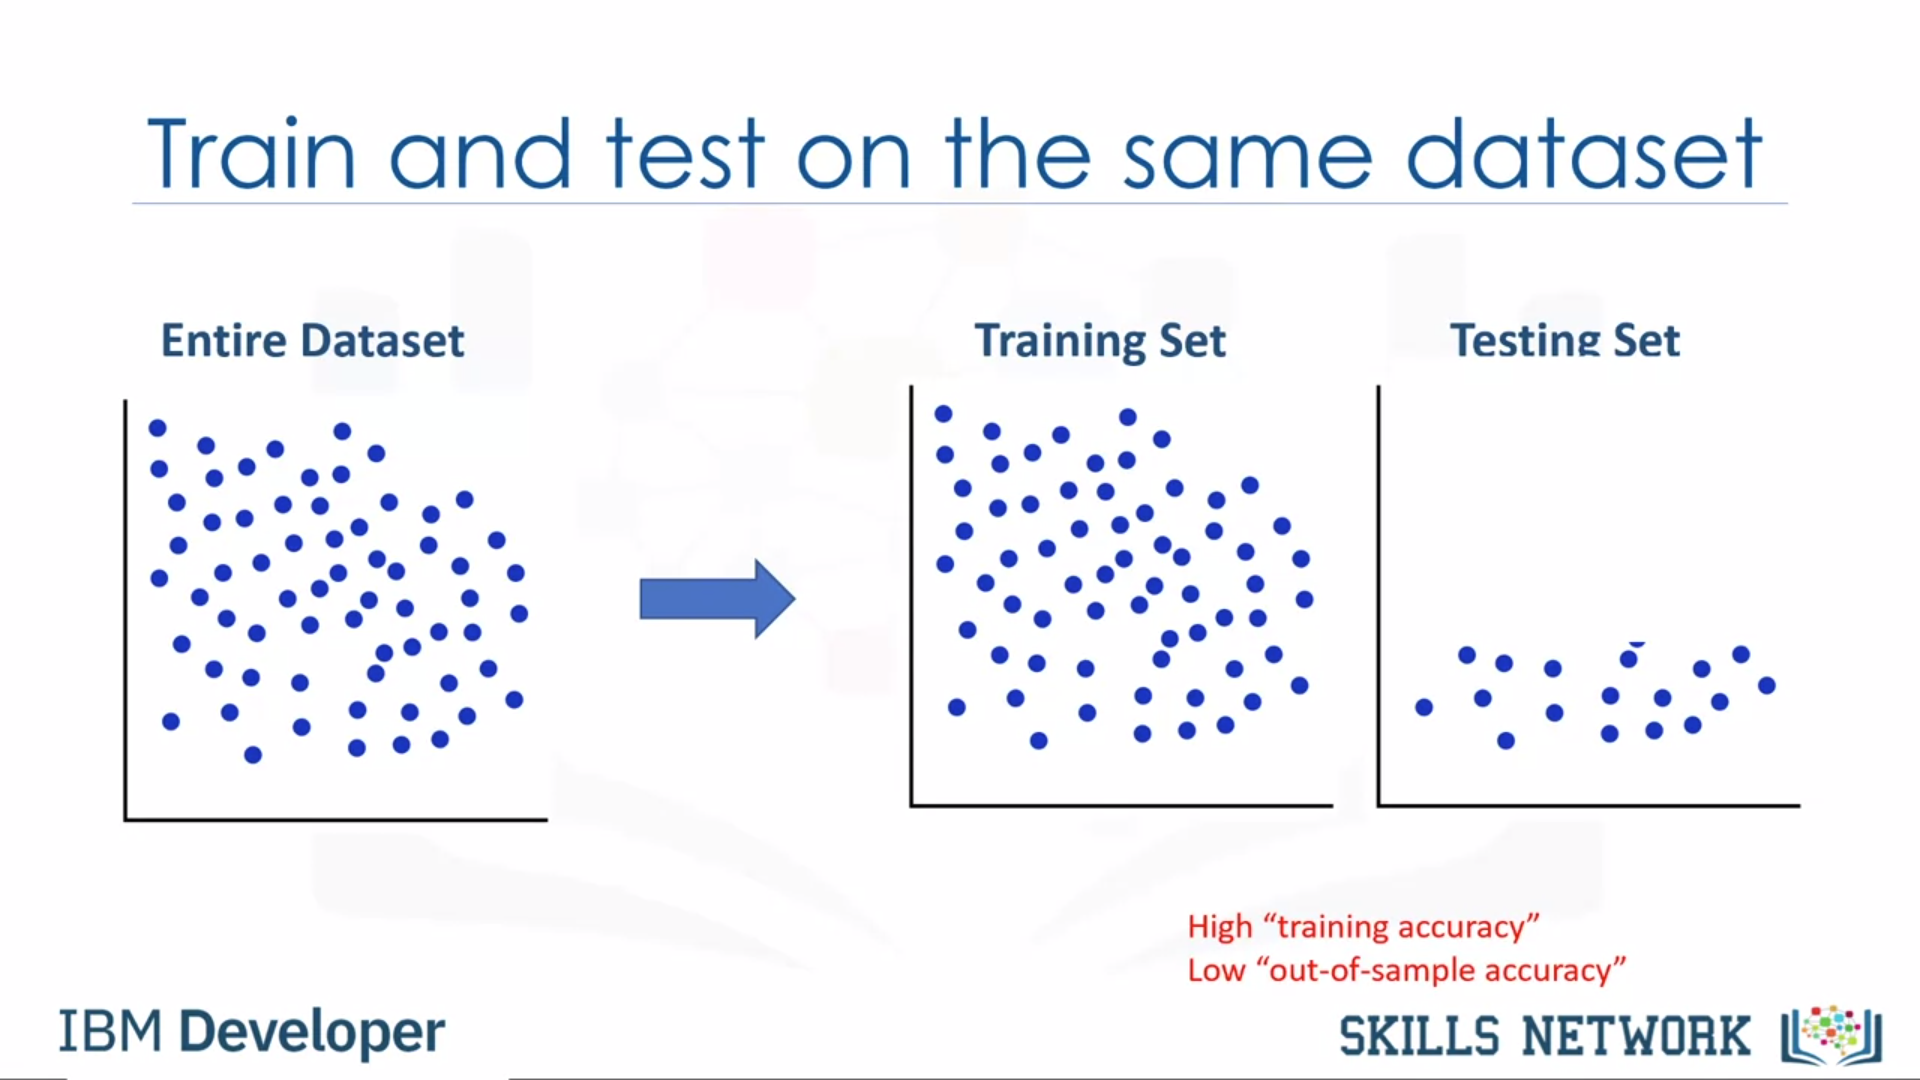 Train and test on the same dataset
Entire Dataset
Training Set
Testing Set
High “training accuracy”
Low “out-of-sample accuracy”
IBM Developer
SKILLS NETWORK